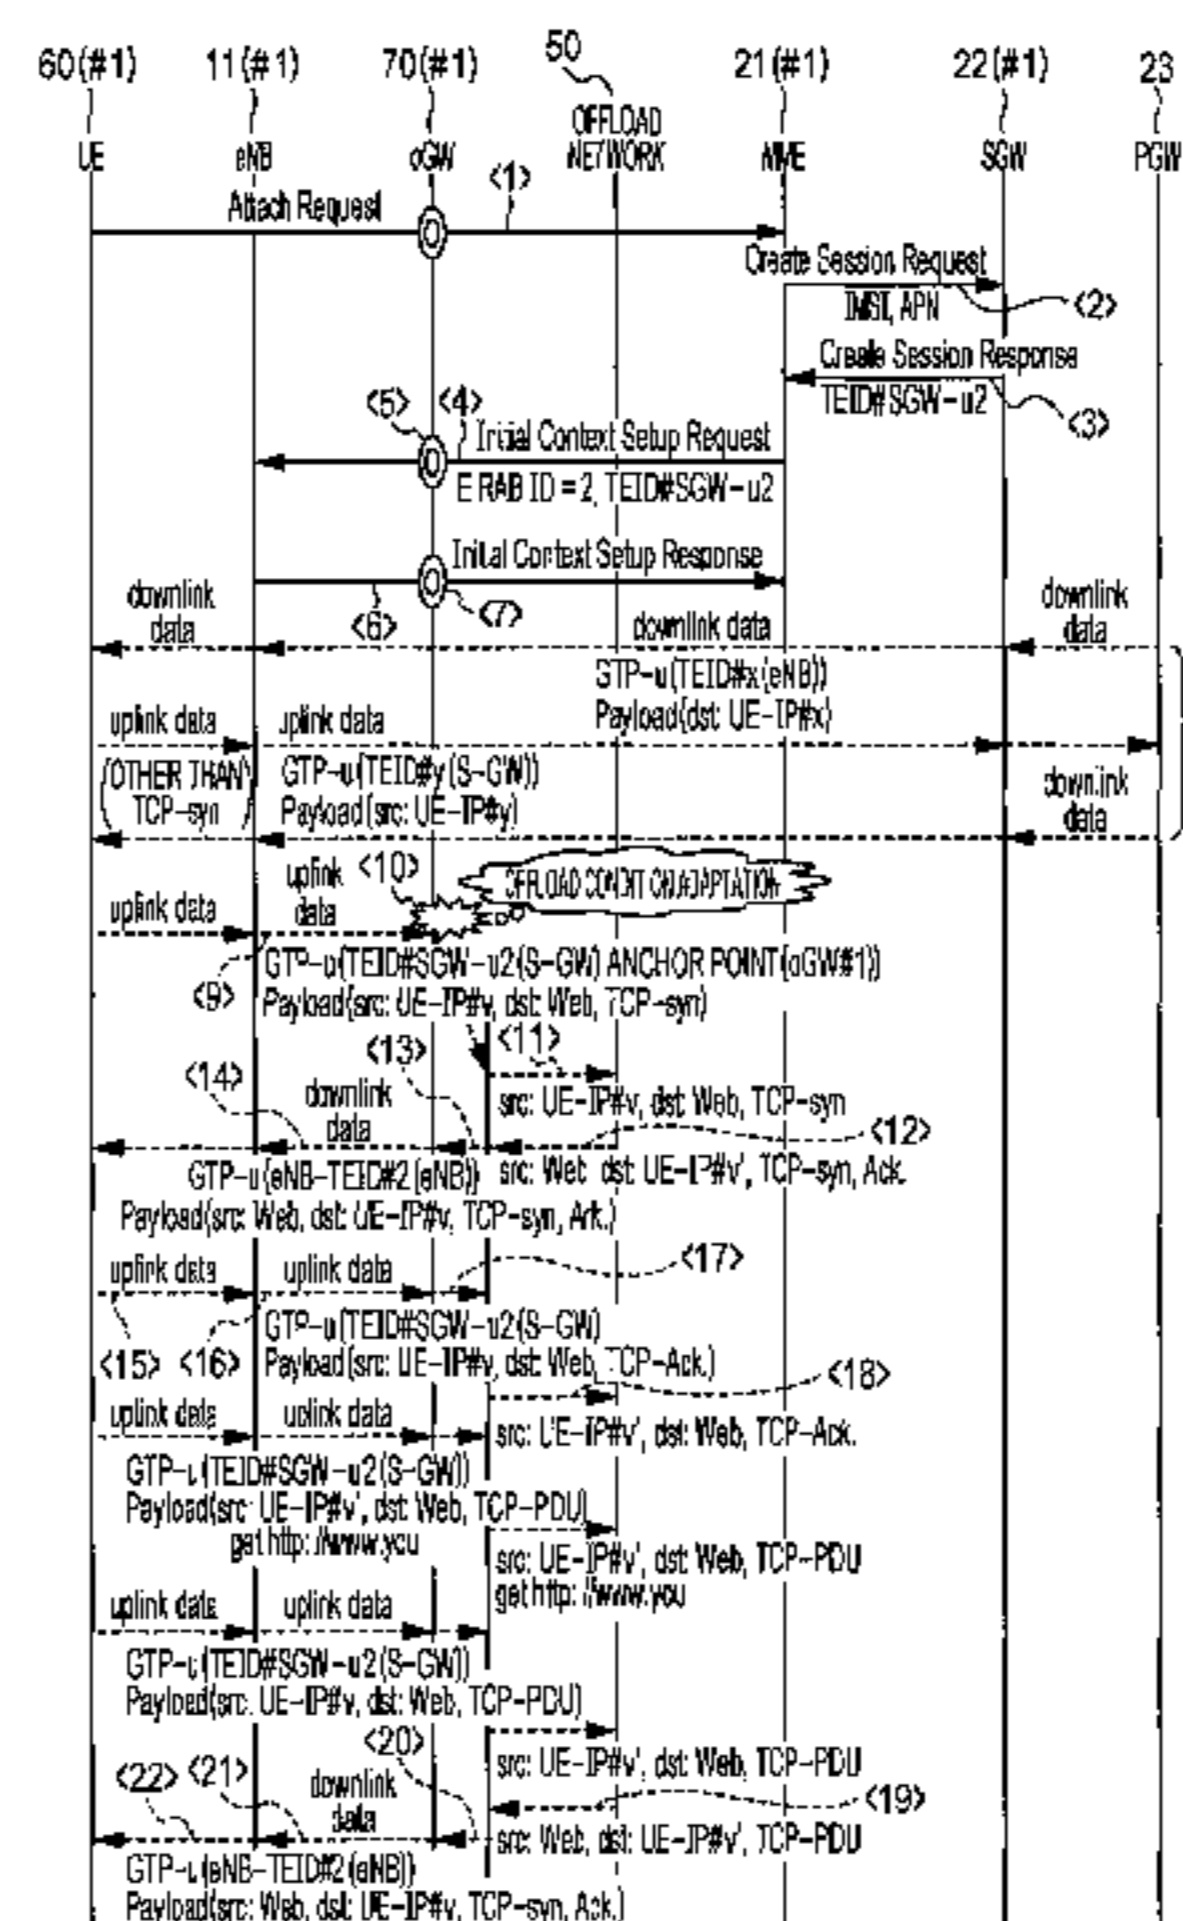 60(#1) 11(#1) 70(#1) 50 21(#1) 22(#1) 23
UE eNB oGW OFFLOAD NETWORK MME SGW PGW
<1>
Attach Request
Create Session Request
IMSI, APN
<2>
Create Session Response
TEID#SGW-u2
<3>
<5> <4>
Initial Context Setup Request
E RAB ID = 2, TEID#SGW-u2
Initial Context Setup Response
<6> <7>
downlink data
downlink data
downlink data
GTP-u(TEID#x(eNB))
Payload(dst: UE-IP#x)
uplink data uplink data
(OTHER THAN TCP-syn)
GTP-u(TEID#y(S-GW))
Payload(src: UE-IP#y)
downlink data
<10>
OFFLOAD CONDITION ADAPTATION
uplink data uplink data
<9>
GTP-u(TEID#SGW-u2(S-GW) ANCHOR POINT(oGW#1))
Payload(src: UE-IP#v, dst: Web, TCP-syn)
<11>
src: UE-IP#v, dst: Web, TCP-syn
<13>
<14>
downlink data
<12>
src: Web dst: UE-IP#v', TCP-syn, Ack.
GTP-u(eNB-TEID#2(eNB))
Payload(src: Web, dst: UE-IP#v, TCP-syn, Ack.)
uplink data uplink data
<17>
<15> <16>
GTP-u(TEID#SGW-u2(S-GW)
Payload(src: UE-IP#v, dst: Web, TCP-Ack.)
<18>
src: UE-IP#v', dst: Web, TCP-Ack.
uplink data uplink data
GTP-u(TEID#SGW-u2(S-GW))
Payload(src: UE-IP#v', dst: Web, TCP-PDU)
get http: //www.you
src: UE-IP#v', dst: Web, TCP-PDU
get http: //www.you
uplink data uplink data
GTP-u(TEID#SGW-u2(S-GW))
Payload(src: UE-IP#v, dst: Web, TCP-PDU)
src: UE-IP#v', dst: Web, TCP-PDU
<20>
<22> <21>
downlink data
<19>
src: Web, dst: UE-IP#v', TCP-PDU
GTP-u(eNB-TEID#2(eNB))
Payload(src: Web, dst: UE-IP#v, TCP-syn, Ack.)